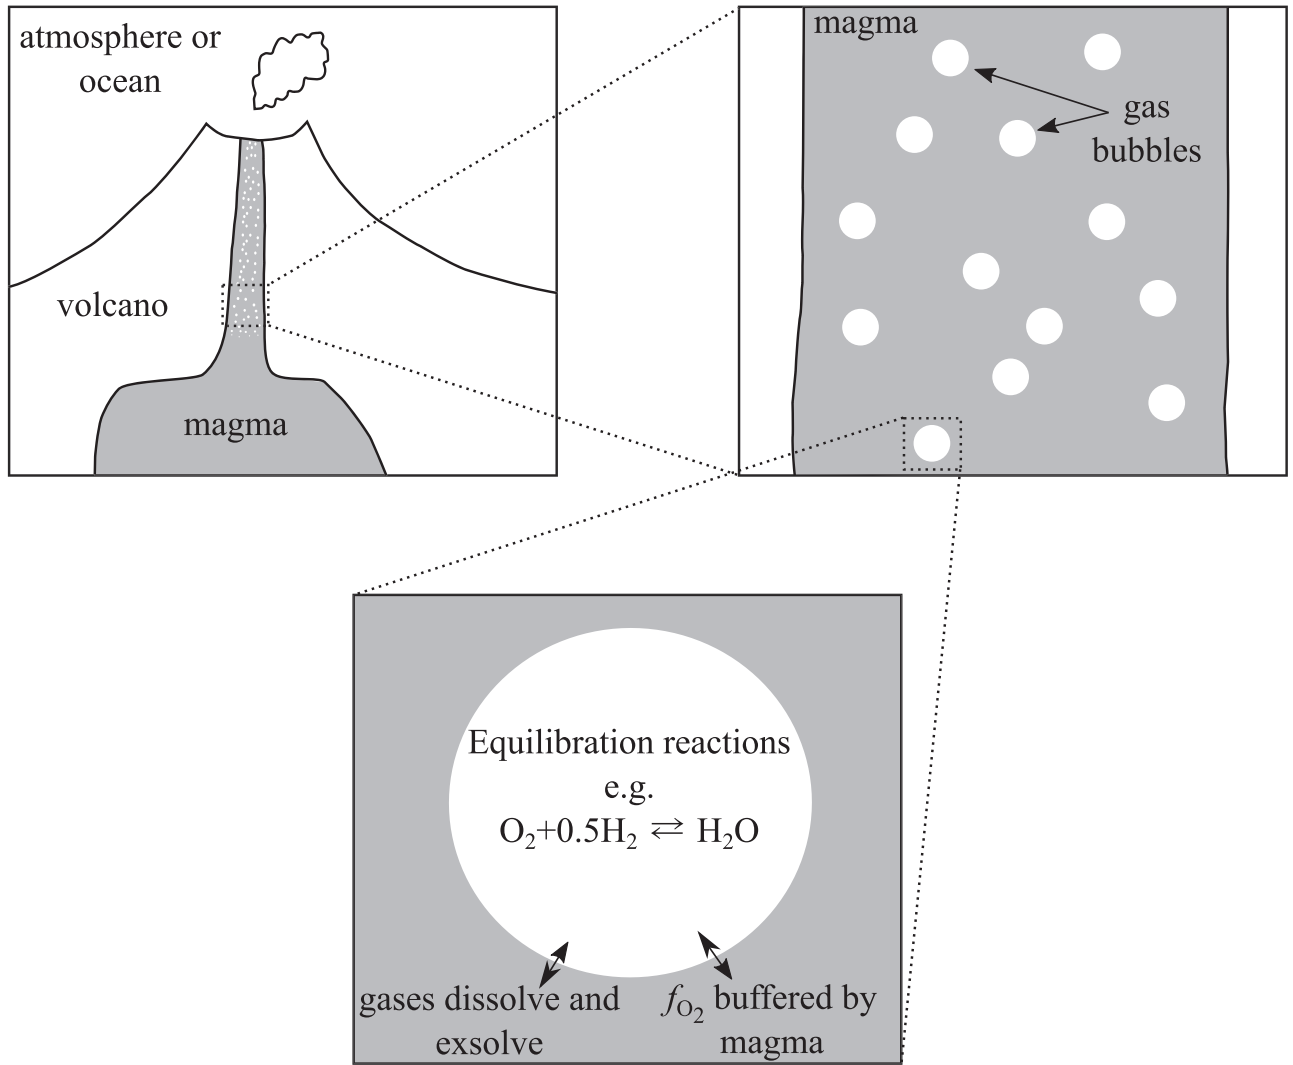 atmosphere or
ocean
volcano
magma
magma
gas
bubbles
Equilibration reactions
e.g.
O₂+0.5H₂ ⇄ H₂O
gases dissolve and
exsolve
fO₂ buffered by
magma